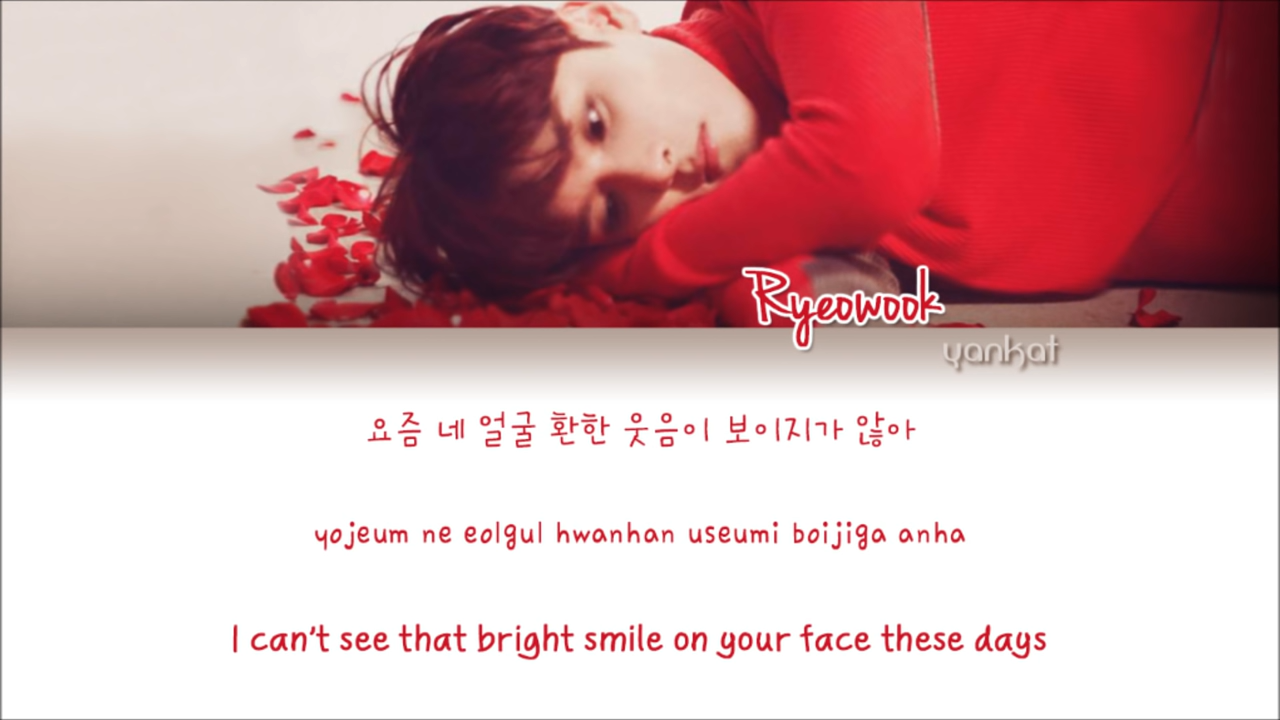 Ryeowook
yankat
요즘 네 얼굴 환한 웃음이 보이지가 않아
yojeum ne eolgul hwanhan useumi boijiga anha
I can't see that bright smile on your face these days